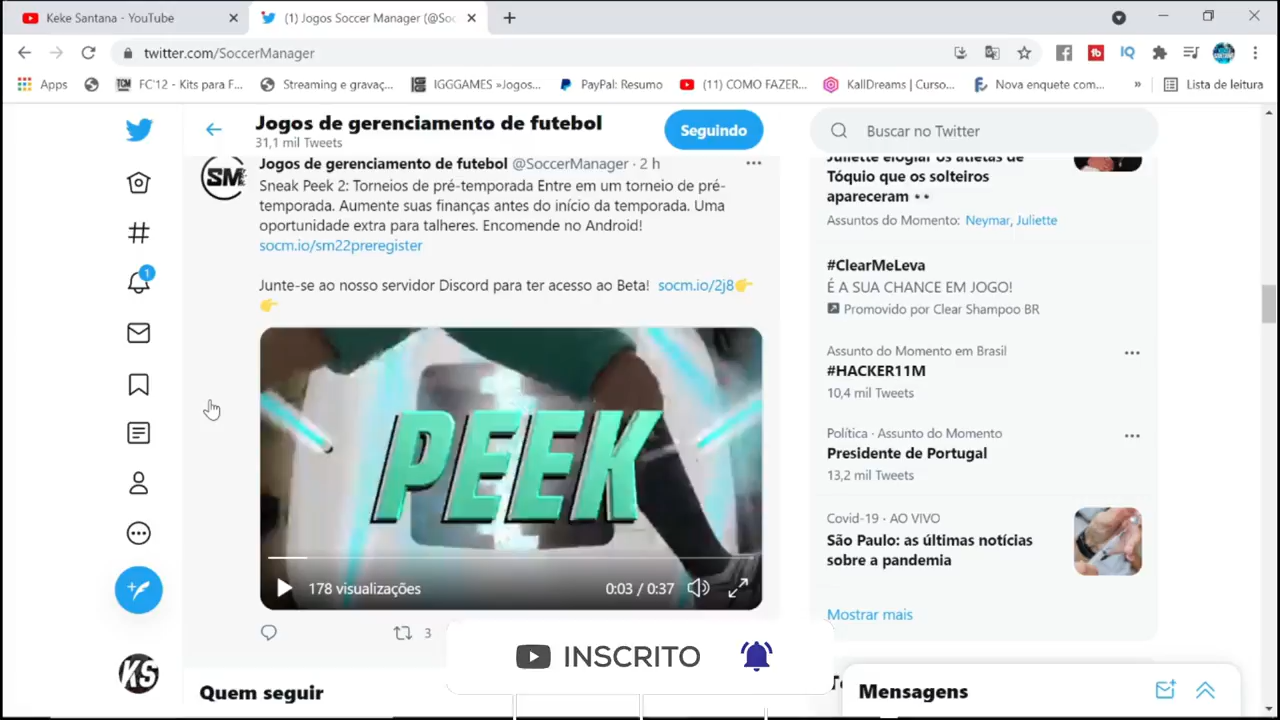 Keke Santana - YouTube
(1) Jogos Soccer Manager (@Soc
twitter.com/SoccerManager
Apps
FC'12 - Kits para F...
Streaming e gravaç...
IGGGAMES »Jogos...
PayPal: Resumo
(11) COMO FAZER...
KallDreams | Curso...
Nova enquete com...
»
Lista de leitura
Jogos de gerenciamento de futebol
31,1 mil Tweets
Seguindo
Buscar no Twitter
Jogos de gerenciamento de futebol @SoccerManager · 2 h
Sneak Peek 2: Torneios de pré-temporada Entre em um torneio de pré-
temporada. Aumente suas finanças antes do início da temporada. Uma
oportunidade extra para talheres. Encomende no Android!
socm.io/sm22preregister
Junte-se ao nosso servidor Discord para ter acesso ao Beta! socm.io/2j8👉
👉
SM
PEEK
178 visualizações
0:03 / 0:37
3
INSCRITO
Quem seguir
1
KS
Juliette elogiar os atletas de
Tóquio que os solteiros
apareceram 👀
Assuntos do Momento: Neymar, Juliette
#ClearMeLeva
É A SUA CHANCE EM JOGO!
Promovido por Clear Shampoo BR
Assunto do Momento em Brasil
#HACKER11M
10,4 mil Tweets
Política · Assunto do Momento
Presidente de Portugal
13,2 mil Tweets
Covid-19 · AO VIVO
São Paulo: as últimas notícias
sobre a pandemia
Mostrar mais
Mensagens